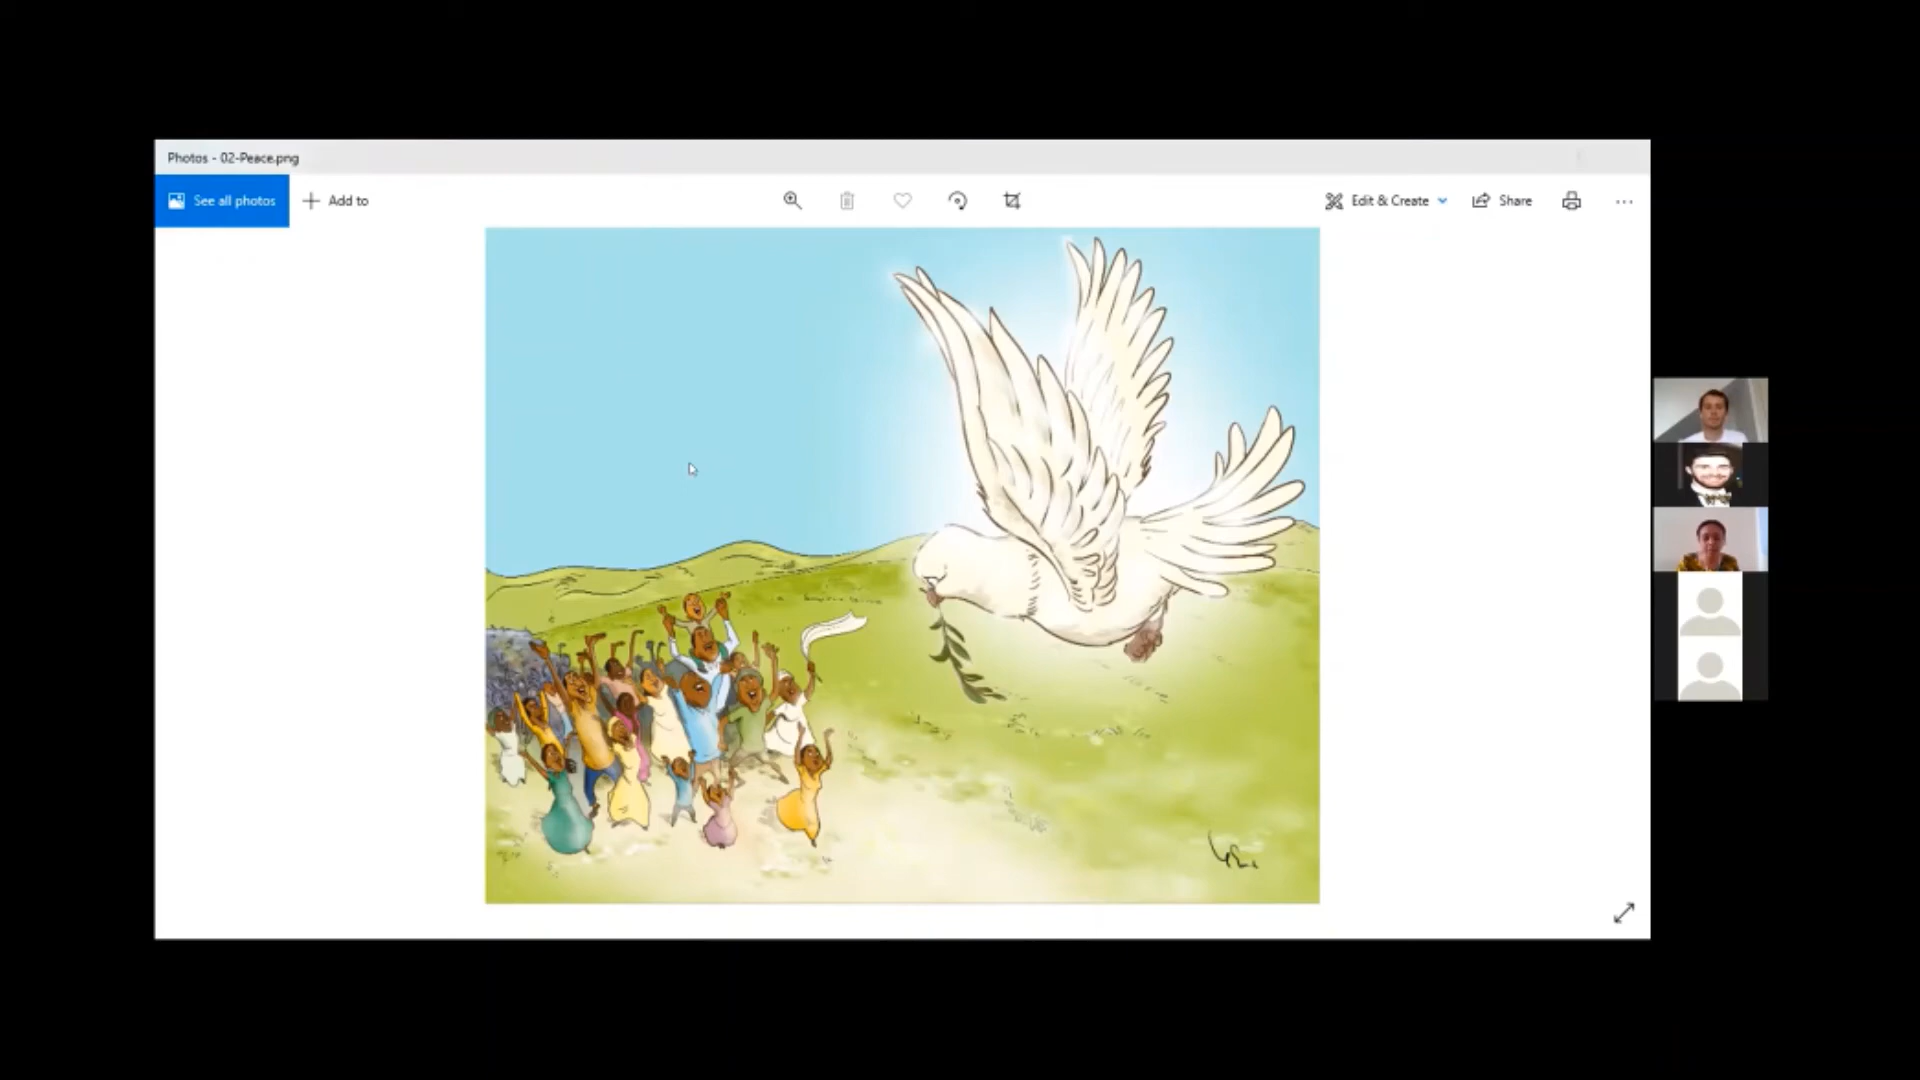 Photos - 02-Peace.png
See all photos
Add to
Edit & Create
Share